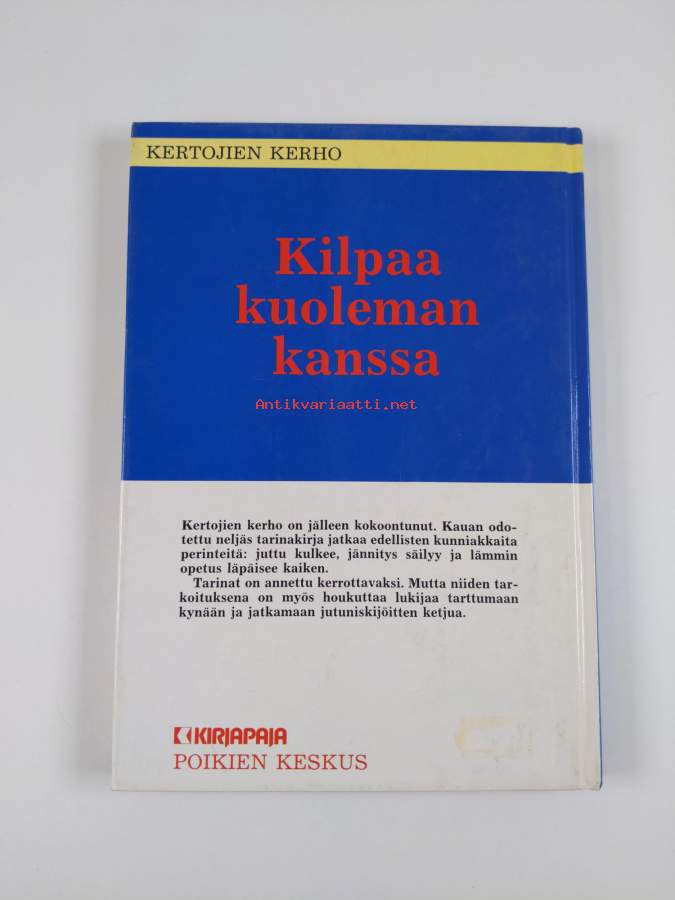 KERTOJIEN KERHO
Kilpaa
kuoleman
kanssa
Antikvariaatti.net
Kertojien kerho on jälleen kokoontunut. Kauan odo-
tettu neljäs tarinakirja jatkaa edellisten kunniakkaita
perinteitä: juttu kulkee, jännitys säilyy ja lämmin
opetus läpäisee kaiken.
Tarinat on annettu kerrottavaksi. Mutta niiden tar-
koituksena on myös houkuttaa lukijaa tarttumaan
kynään ja jatkamaan jutuniskijöitten ketjua.
KIRJAPAJA
POIKIEN KESKUS